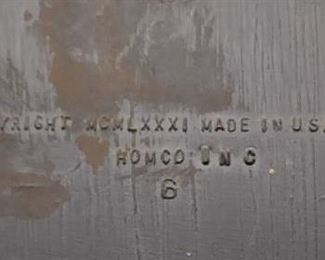 YRIGHT MCMLXXXI MADE IN U.S.
HOMCO INC
6